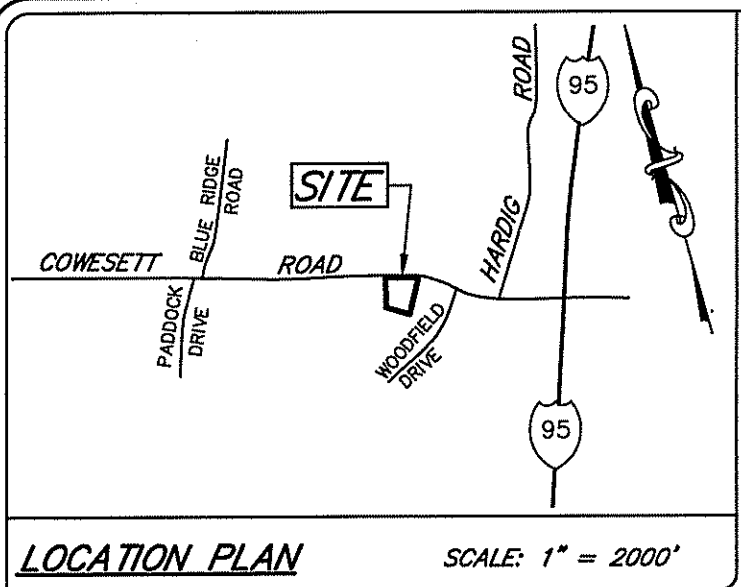 95
ROAD
BLUE RIDGE
ROAD
SITE
HARDIG
COWESETT ROAD
PADDOCK
DRIVE
WOODFIELD
DRIVE
95
LOCATION PLAN
SCALE: 1" = 2000'